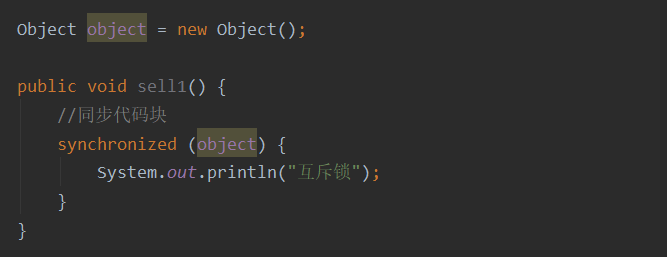 Object object = new Object();
public void sell1() {
//同步代码块
synchronized (object) {
System.out.println("互斥锁");
}
}